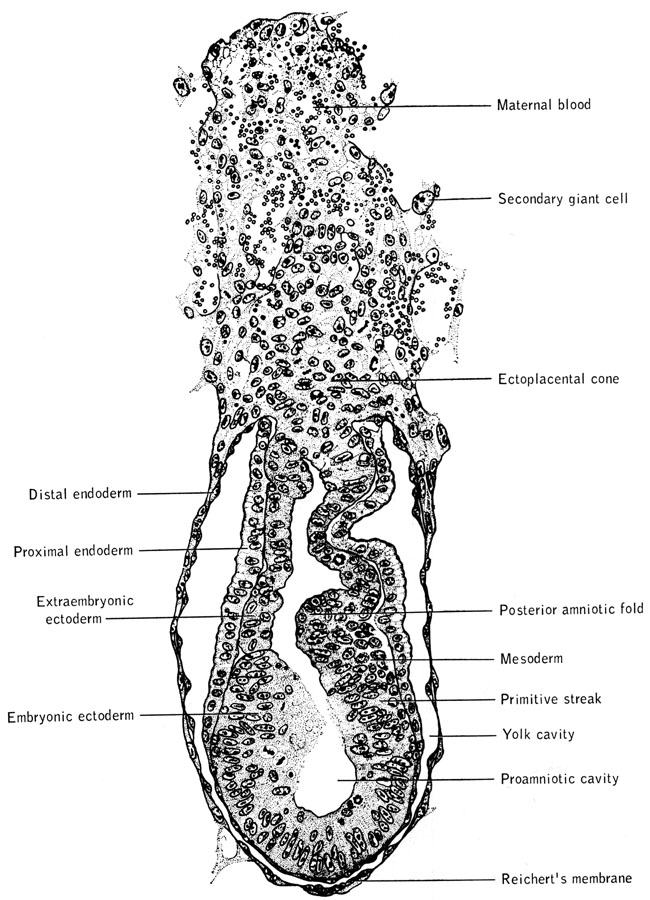 Maternal blood
Secondary giant cell
Ectoplacental cone
Distal endoderm
Proximal endoderm
Extraembryonic
ectoderm
Posterior amniotic fold
Mesoderm
Primitive streak
Embryonic ectoderm
Yolk cavity
Proamniotic cavity
Reichert's membrane